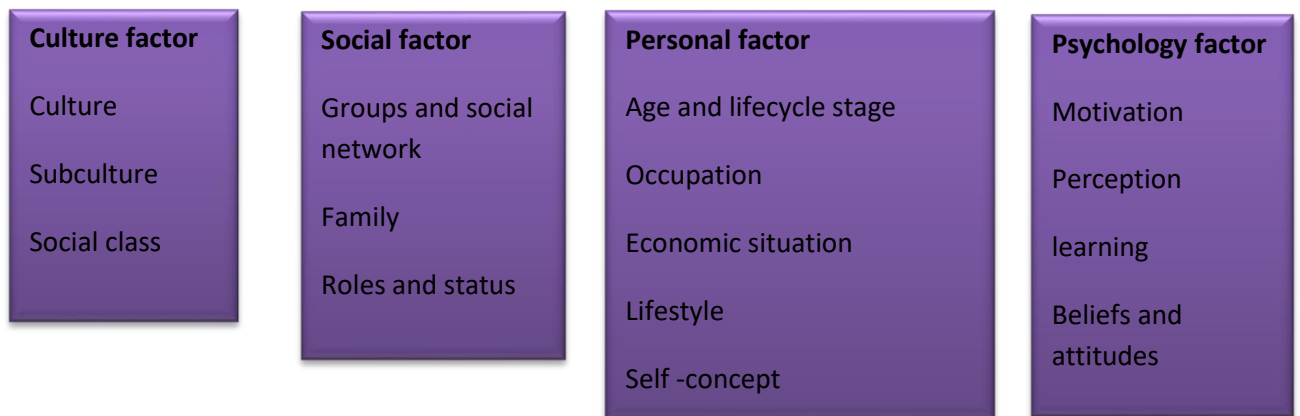 Culture factor
Culture
Subculture
Social class
Social factor
Groups and social
network
Family
Roles and status
Personal factor
Age and lifecycle stage
Occupation
Economic situation
Lifestyle
Self -concept
Psychology factor
Motivation
Perception
learning
Beliefs and
attitudes